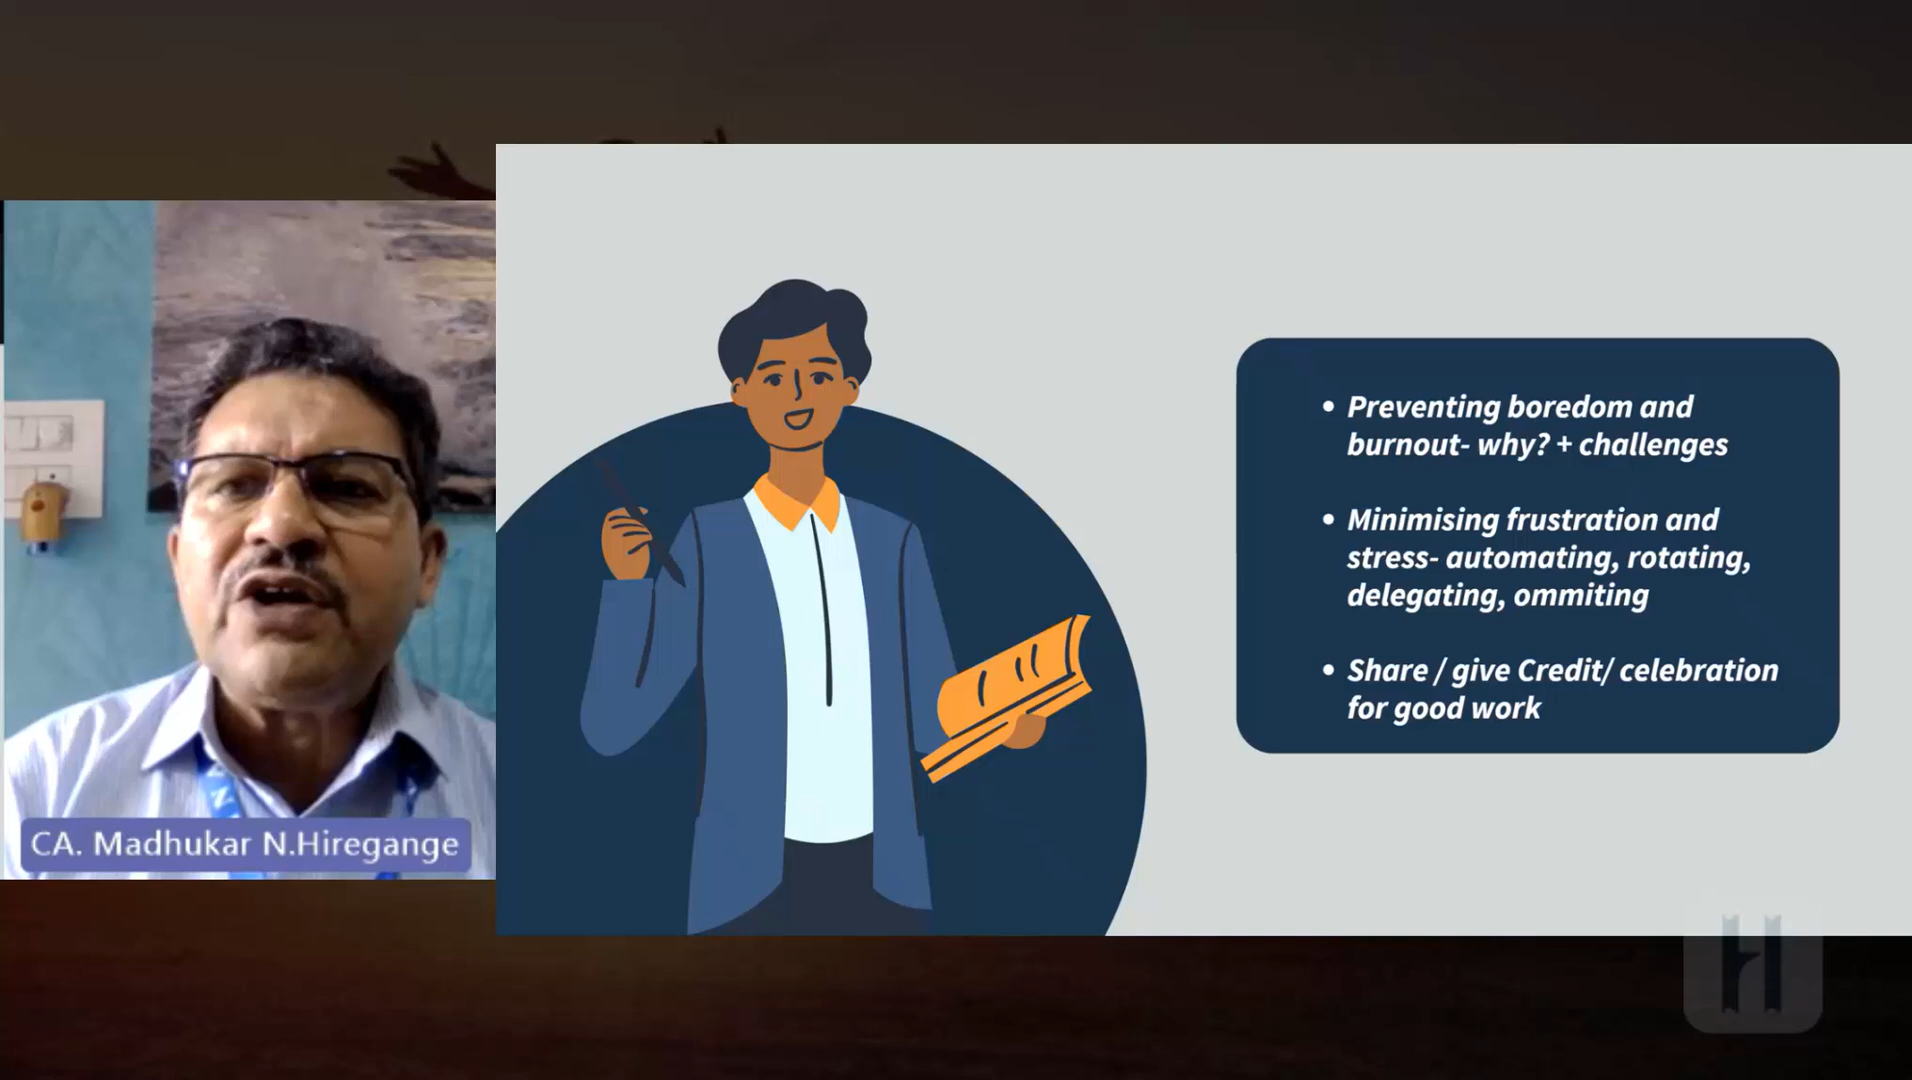 CA. Madhukar N.Hiregange
• Preventing boredom and
burnout- why? + challenges
• Minimising frustration and
stress- automating, rotating,
delegating, ommiting
• Share / give Credit/ celebration
for good work
H